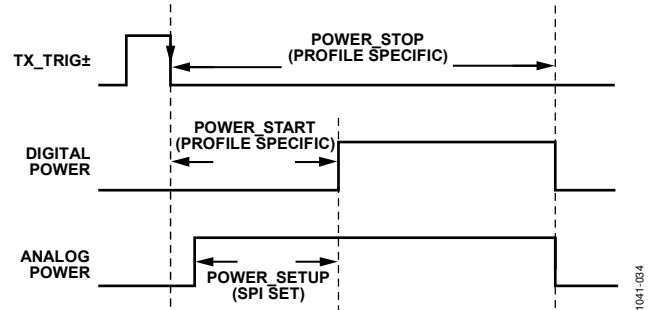 TX_TRIG±
POWER_STOP
(PROFILE SPECIFIC)
POWER_START
(PROFILE SPECIFIC)
DIGITAL
POWER
ANALOG
POWER
POWER_SETUP
(SPI SET)
1041-034